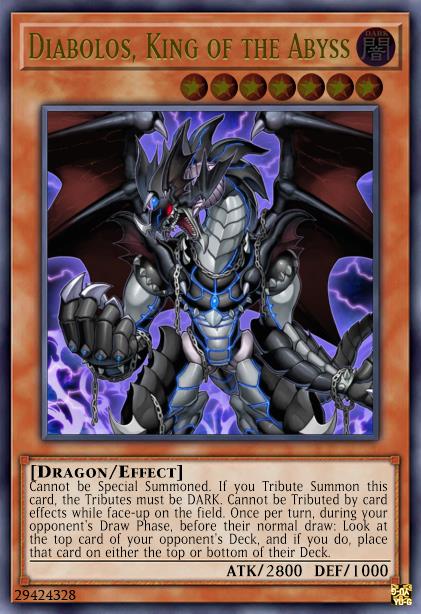 DIABOLOS, KING OF THE ABYSS
DARK
闇
[DRAGON/EFFECT]
Cannot be Special Summoned. If you Tribute Summon this
card, the Tributes must be DARK. Cannot be Tributed by card
effects while face-up on the field. Once per turn, during your
opponent's Draw Phase, before their normal draw: Look at
the top card of your opponent's Deck, and if you do, place
that card on either the top or bottom of their Deck.
ATK/2800 DEF/1000
29424328